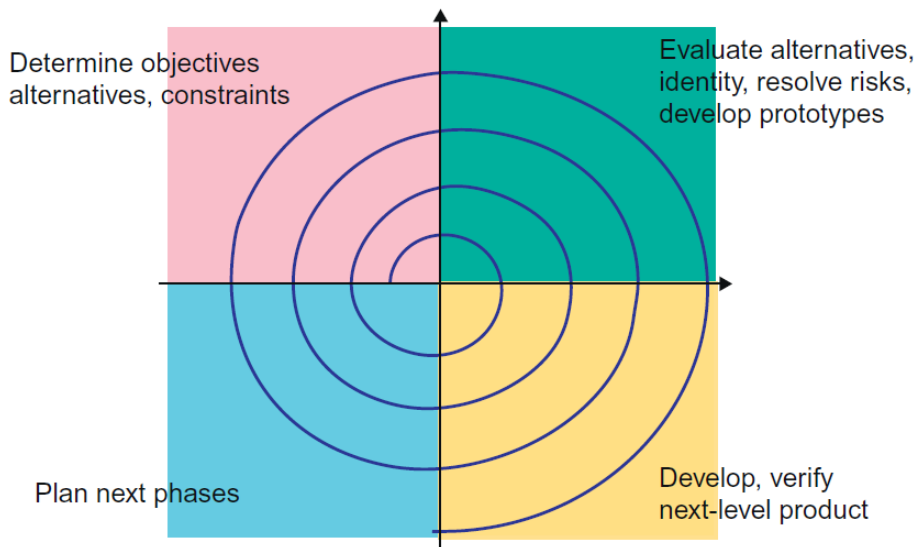 Determine objectives
alternatives, constraints
Evaluate alternatives,
identity, resolve risks,
develop prototypes
Plan next phases
Develop, verify
next-level product